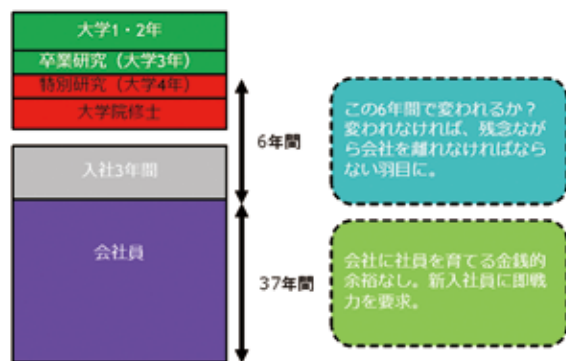 大学1・2年
卒業研究（大学3年）
特別研究（大学4年）
大学院修士
入社3年間
会社員
6年間
37年間
この6年間で変われるか？
変われなければ、残念なが
ら会社を離れなければなら
ない羽目に。
会社に社員を育てる金銭的
余裕なし。新入社員に即戦
力を要求。